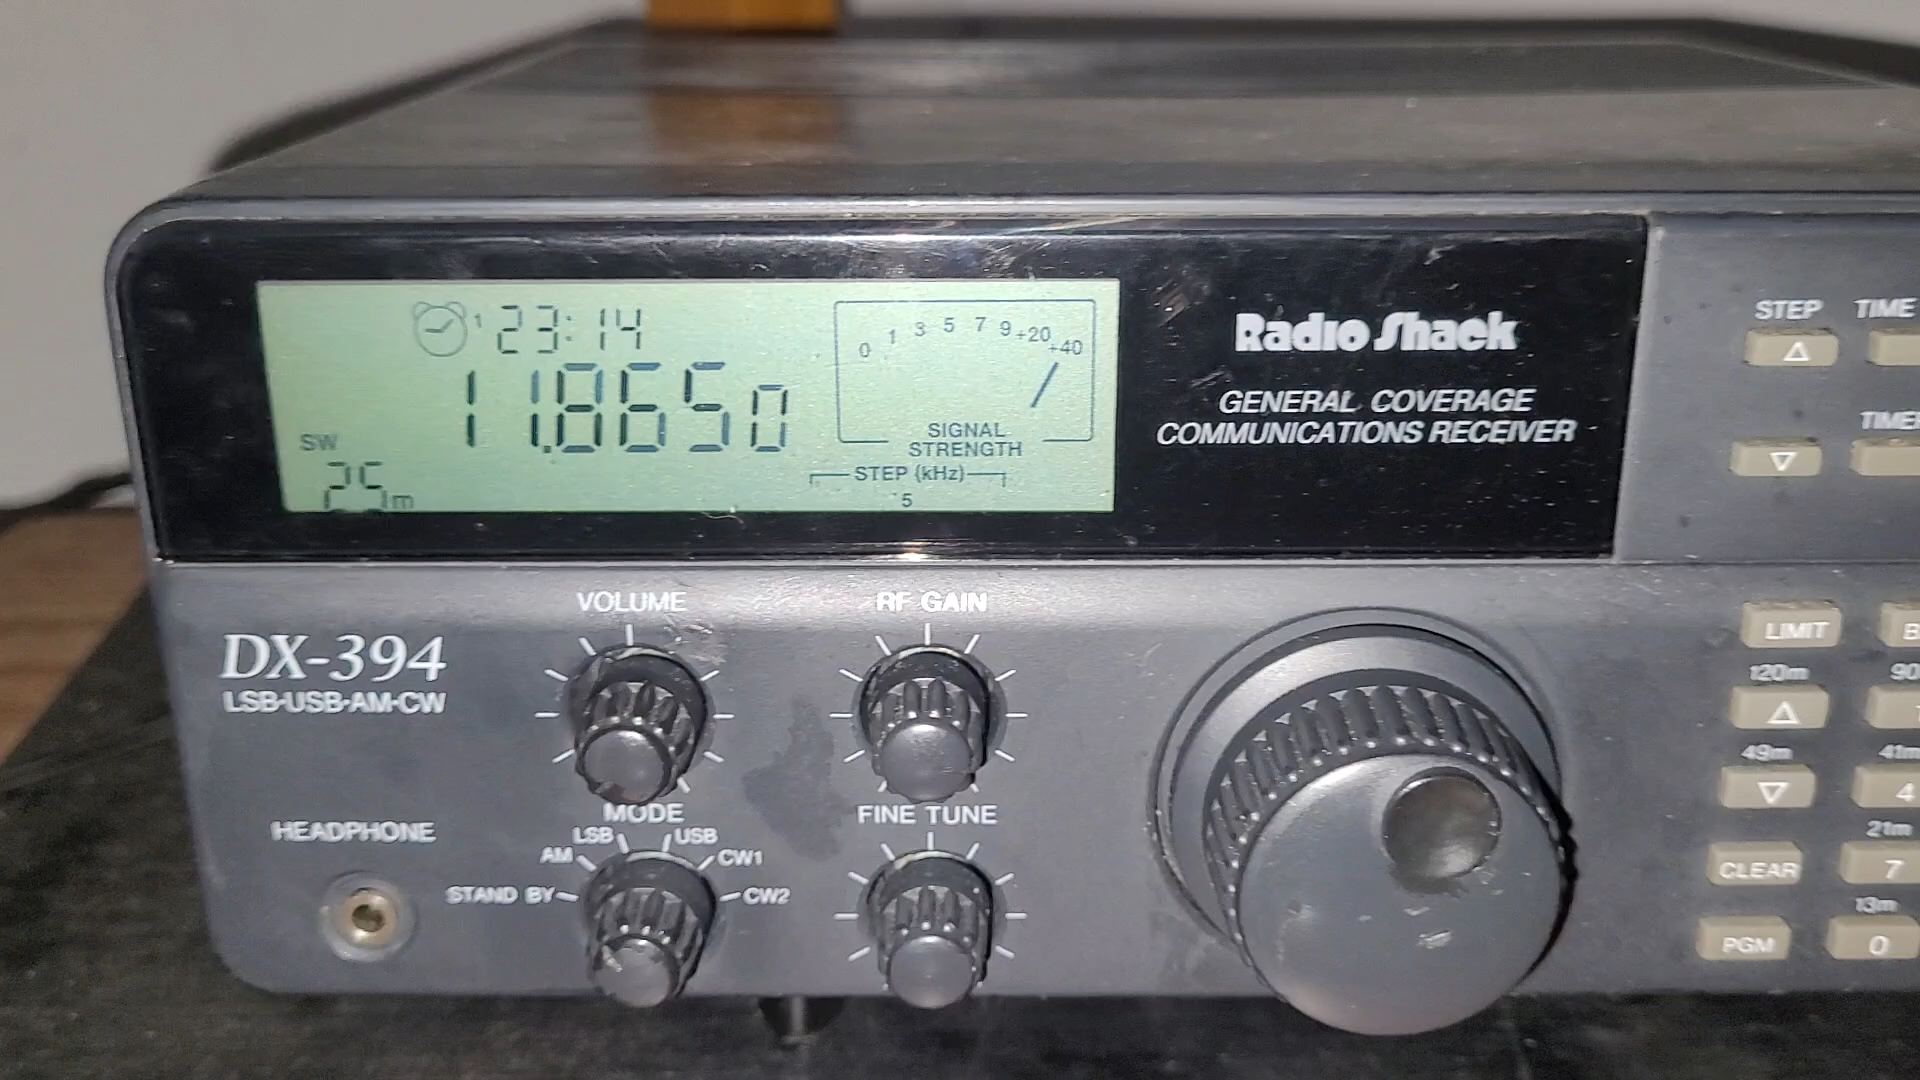 1 23:14
11.8650
SW
25m
0 1 3 5 7 9 +20 +40
SIGNAL
STRENGTH
STEP (kHz)
5
Radio Shack
GENERAL COVERAGE
COMMUNICATIONS RECEIVER
STEP TIME
TIMER
DX-394
LSB·USB·AM·CW
VOLUME
RF GAIN
HEADPHONE
MODE
LSB USB
AM CW1
STAND BY CW2
FINE TUNE
LIMIT B
120m 90
1
49m 41m
4
21m
CLEAR 7
13m
PGM 0